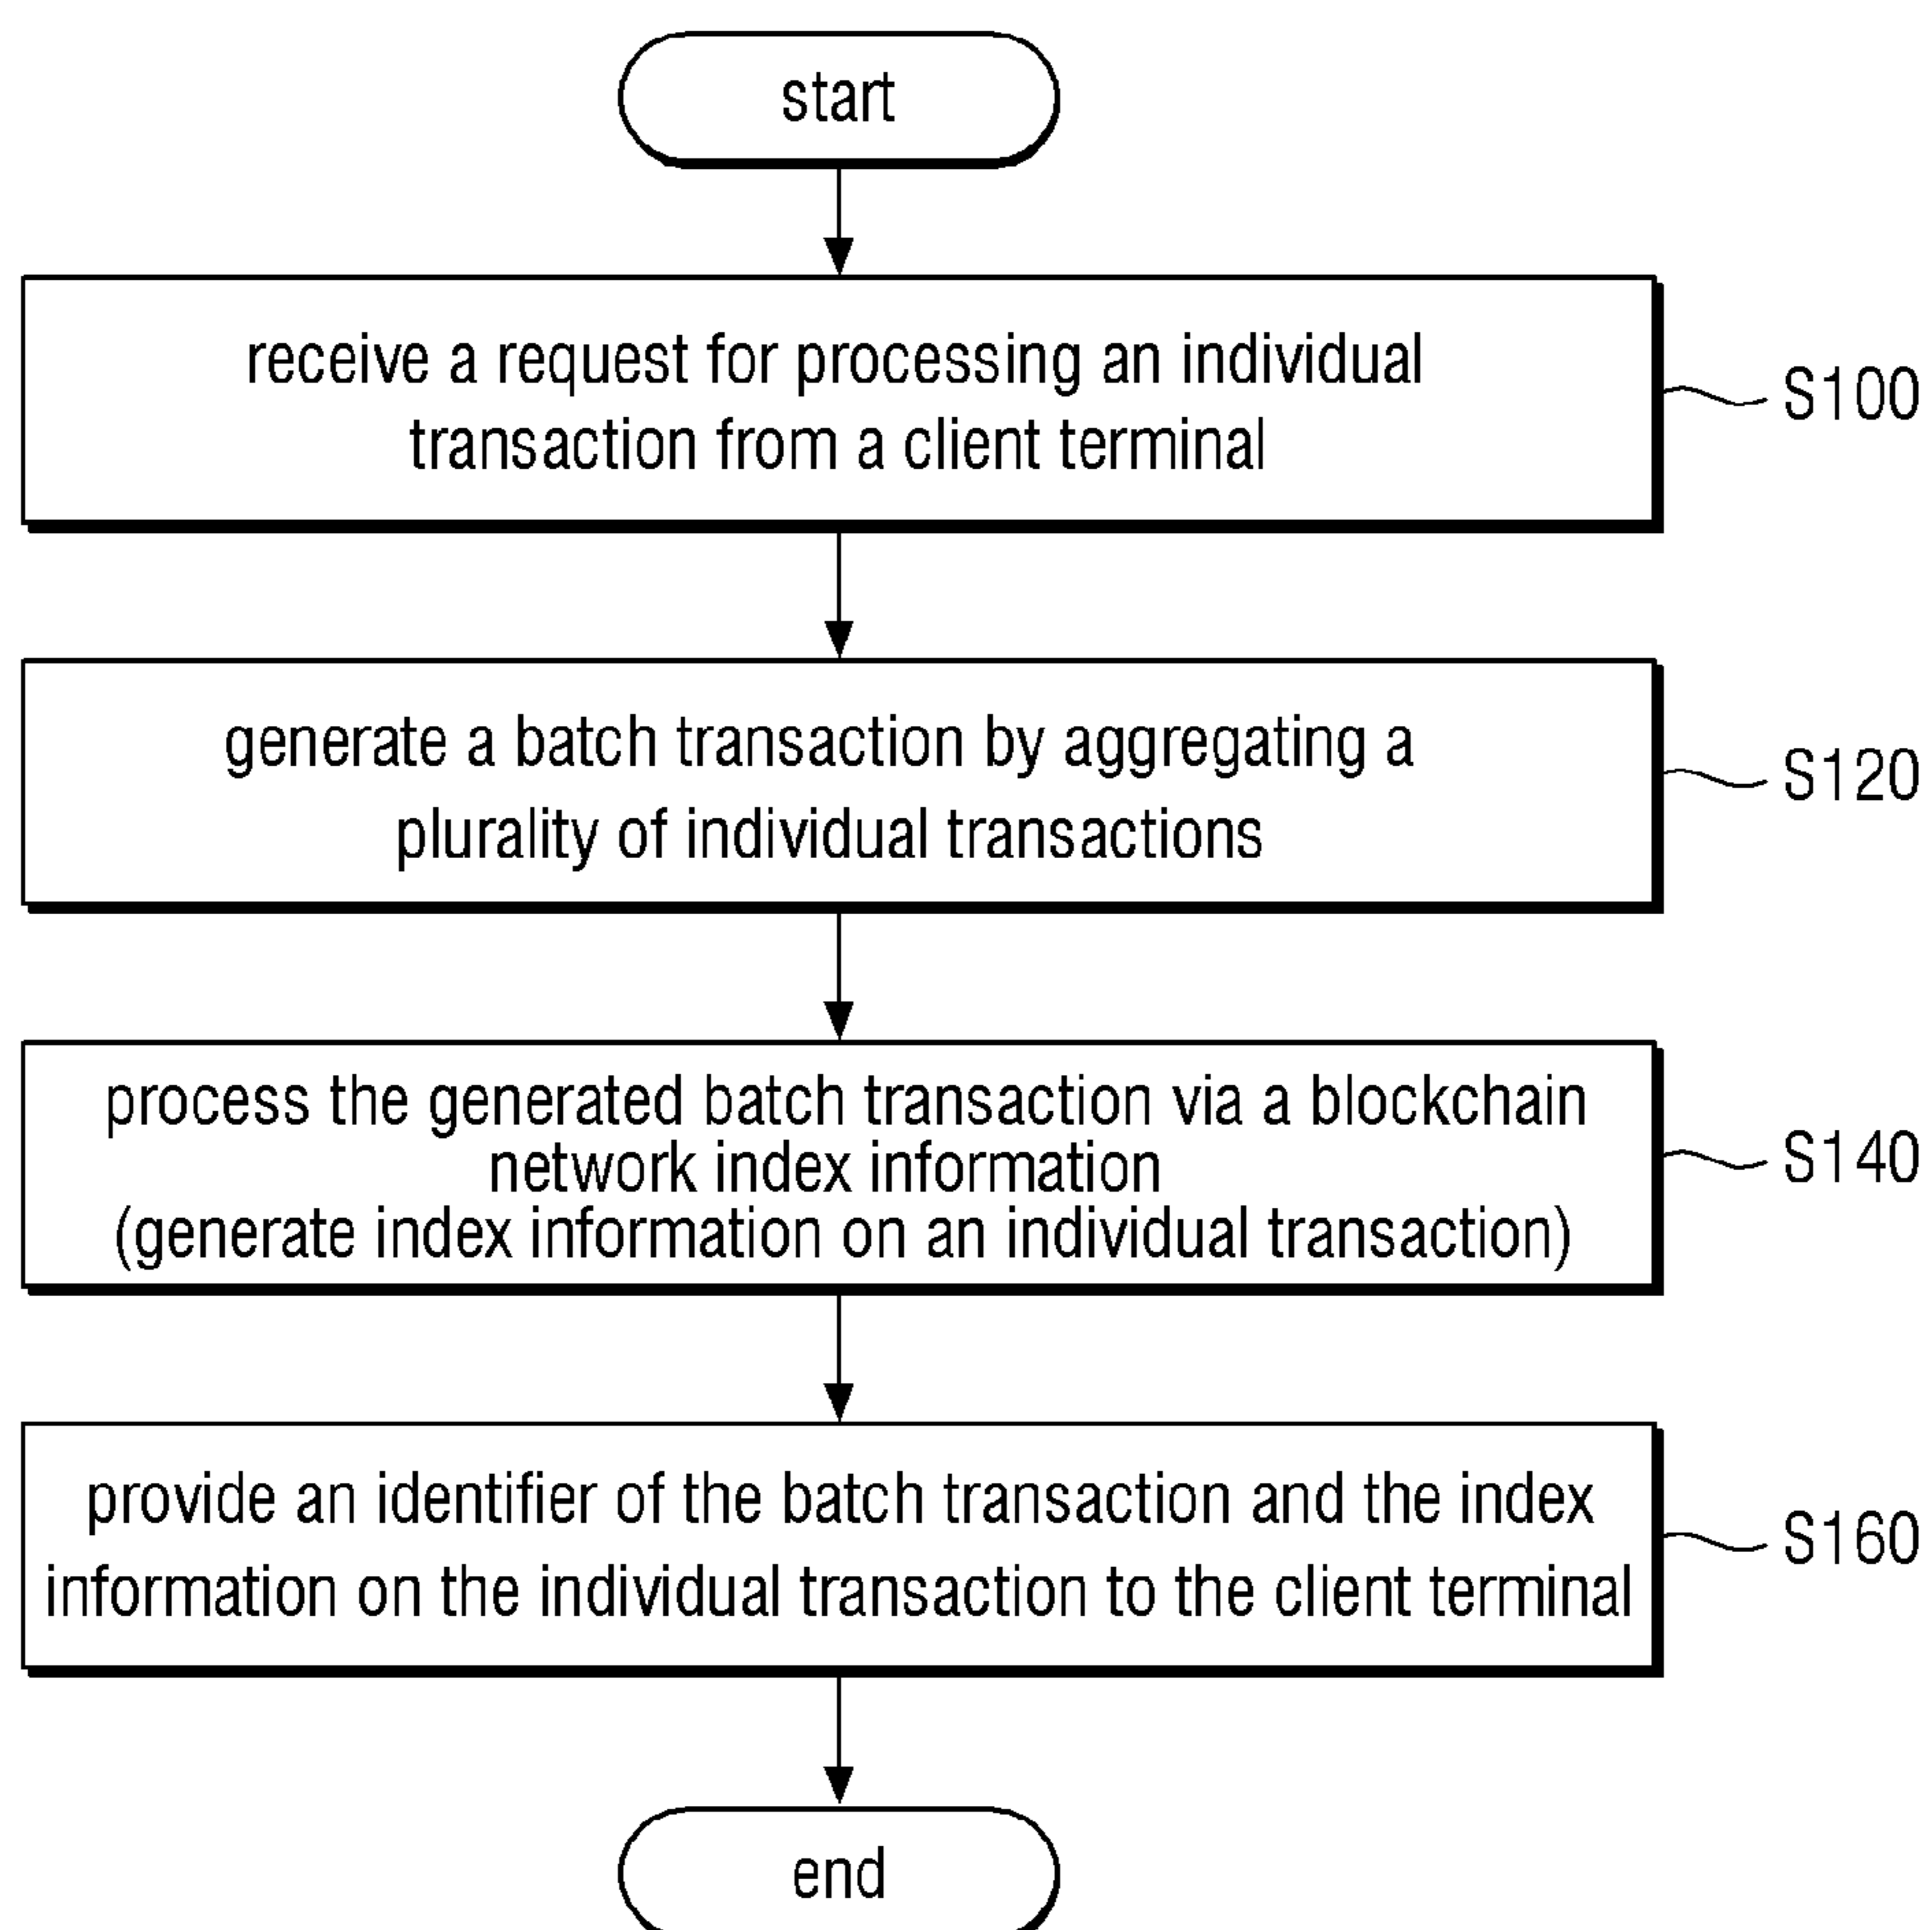 start
receive a request for processing an individual
transaction from a client terminal
S100
generate a batch transaction by aggregating a
plurality of individual transactions
S120
process the generated batch transaction via a blockchain
network index information
(generate index information on an individual transaction)
S140
provide an identifier of the batch transaction and the index
information on the individual transaction to the client terminal
S160
end